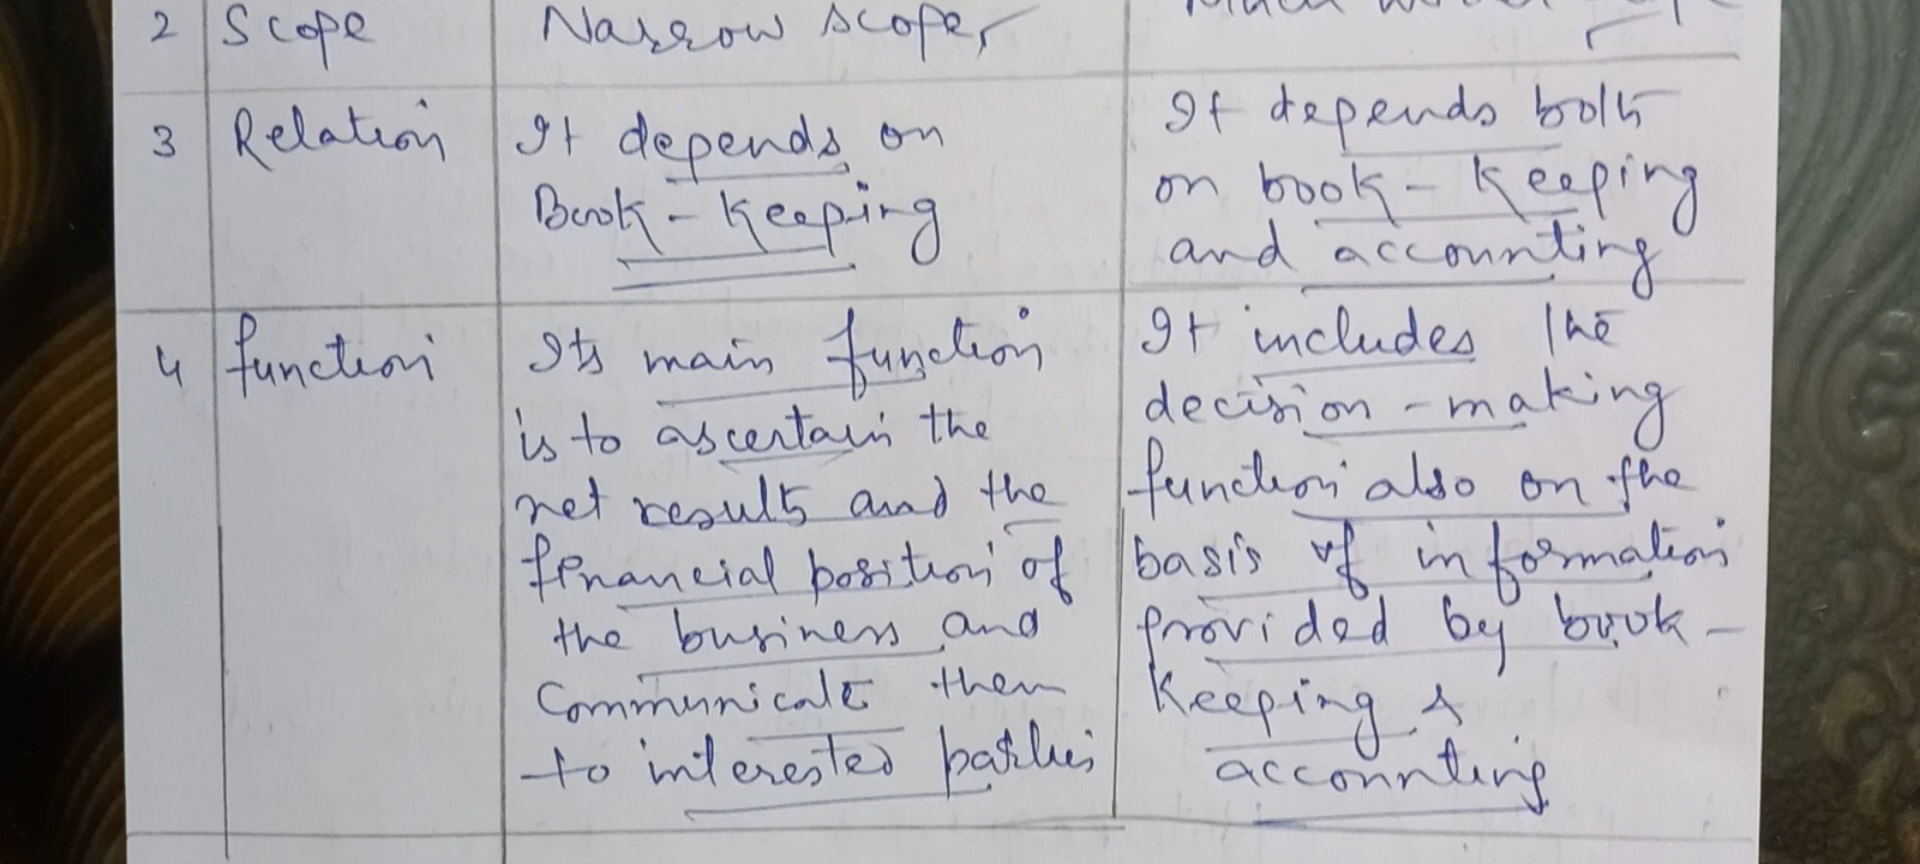 2 Scope Narrow scope,
3 Relation It depends on
Book - Keeping
It depends both
on book - keeping
and accounting
4 function Its main function
is to ascertain the
net results and the
financial position of
the business and
Communicate them
to interested parties
It includes the
decision - making
function also on the
basis of information
provided by book -
Keeping &
accounting